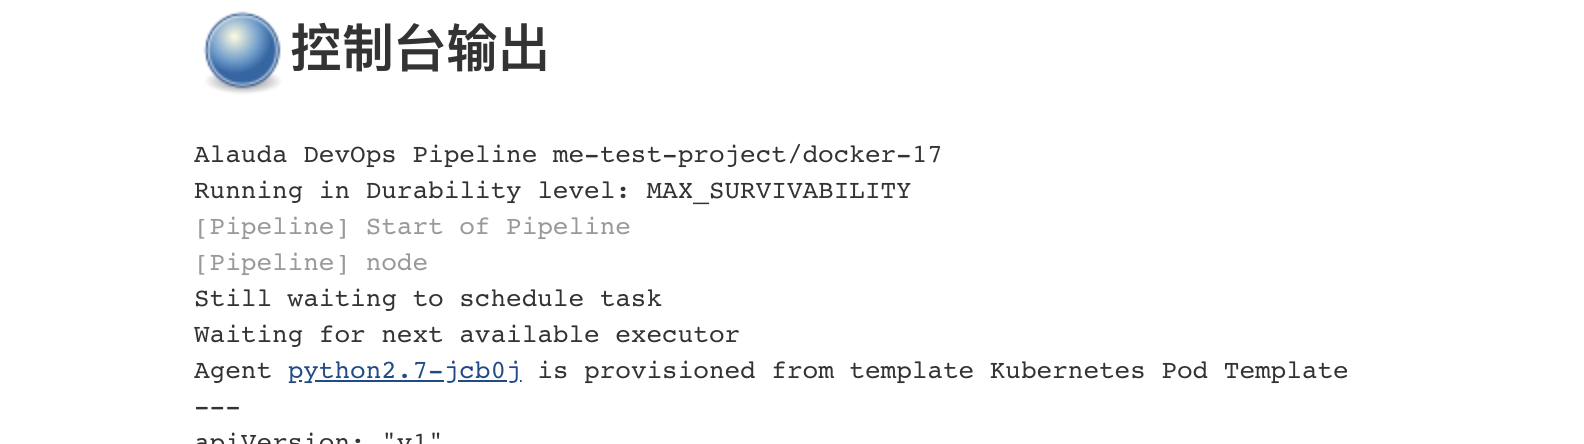 控制台输出
Alauda DevOps Pipeline me-test-project/docker-17
Running in Durability level: MAX_SURVIVABILITY
[Pipeline] Start of Pipeline
[Pipeline] node
Still waiting to schedule task
Waiting for next available executor
Agent python2.7-jcb0j is provisioned from template Kubernetes Pod Template
---
apiVersion: "v1"